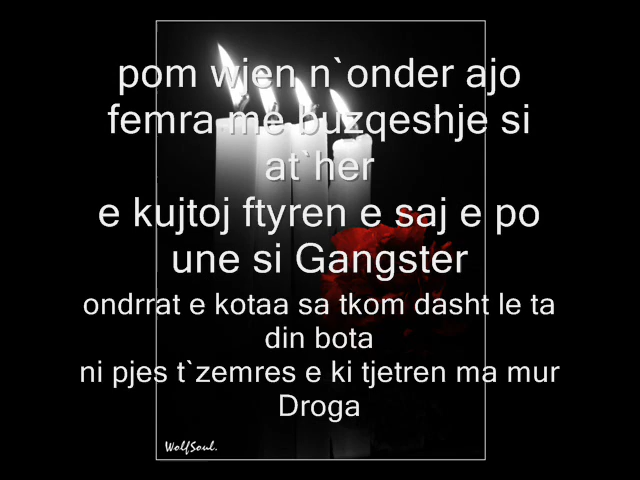 pom wjen n`onder ajo
femra me buzqeshje si
at`her
e kujtoj ftyren e saj e po
une si Gangster
ondrrat e kotaa sa tkom dasht le ta
din bota
ni pjes t`zemres e ki tjetren ma mur
Droga
WolfSoul.